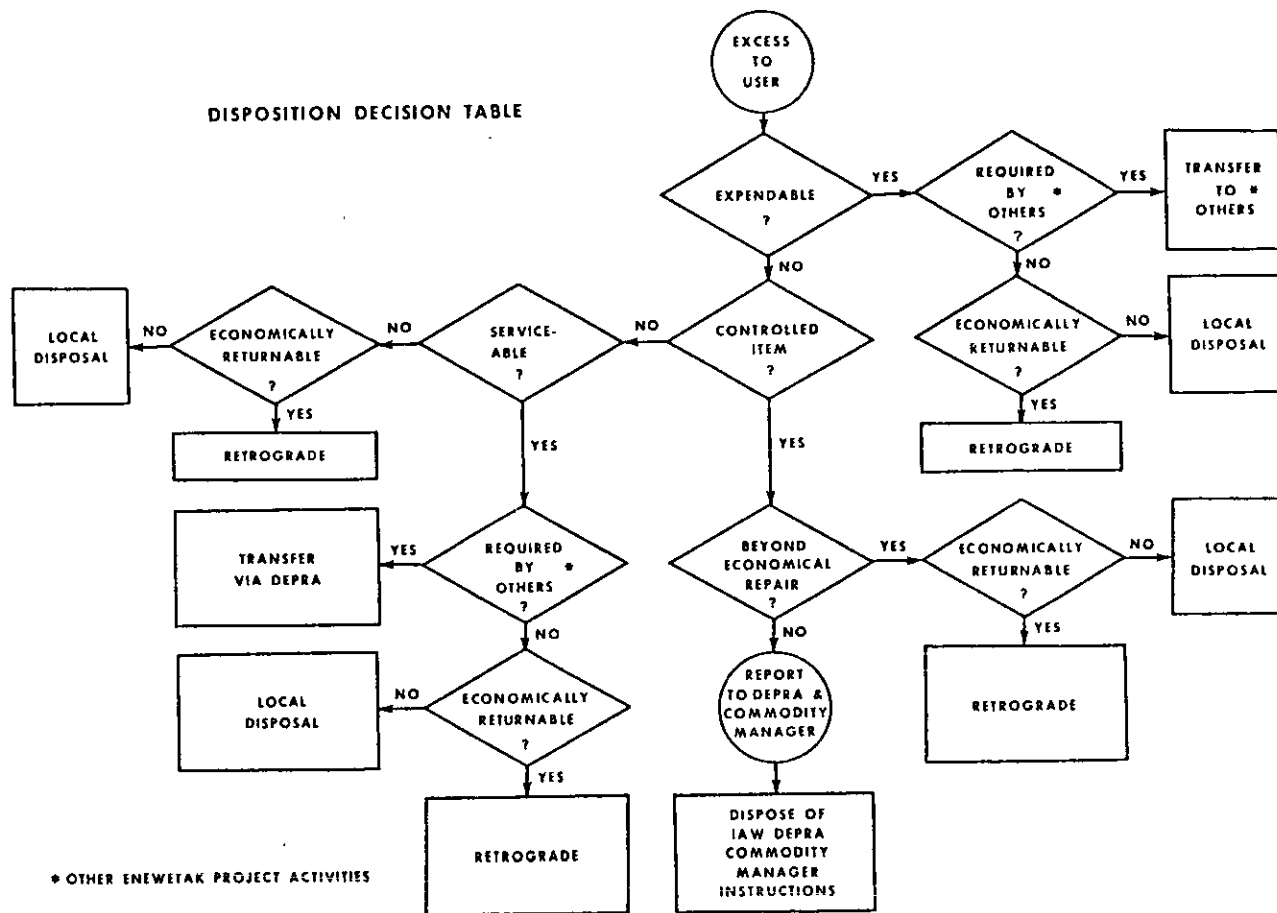 EXCESS
TO
USER
DISPOSITION DECISION TABLE
EXPENDABLE
?
YES
REQUIRED
BY *
OTHERS
?
YES
TRANSFER
TO *
OTHERS
NO
NO
LOCAL
DISPOSAL
NO
ECONOMICALLY
RETURNABLE
?
NO
SERVICE-
ABLE
?
NO
CONTROLLED
ITEM
?
ECONOMICALLY
RETURNABLE
?
NO
LOCAL
DISPOSAL
YES
RETROGRADE
YES
YES
YES
RETROGRADE
TRANSFER
VIA DEPRA
YES
REQUIRED
BY *
OTHERS
?
BEYOND
ECONOMICAL
REPAIR
?
YES
ECONOMICALLY
RETURNABLE
?
NO
LOCAL
DISPOSAL
NO
NO
YES
LOCAL
DISPOSAL
NO
ECONOMICALLY
RETURNABLE
?
REPORT
TO DEPRA &
COMMODITY
MANAGER
RETROGRADE
YES
RETROGRADE
DISPOSE OF
IAW DEPRA
COMMODITY
MANAGER
INSTRUCTIONS
* OTHER ENEWETAK PROJECT ACTIVITIES